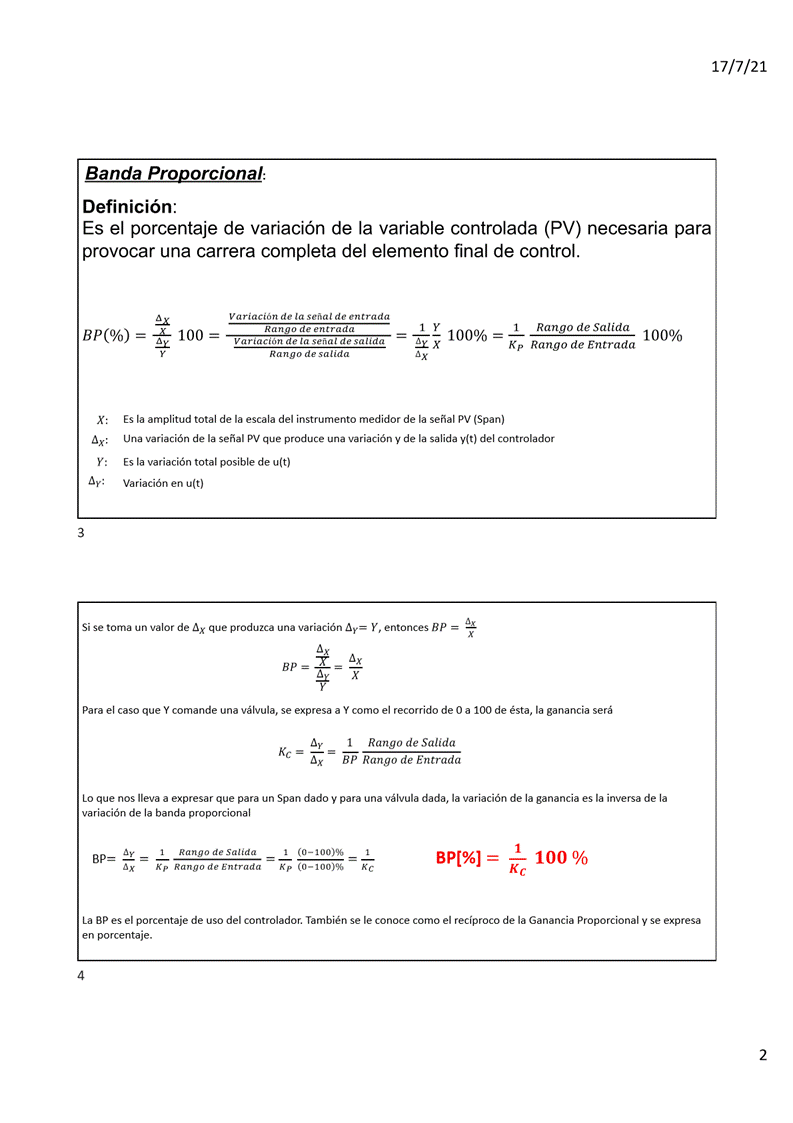 17/7/21
Banda Proporcional:
Definición:
Es el porcentaje de variación de la variable controlada (PV) necesaria para
provocar una carrera completa del elemento final de control.
$BP(\%) = \frac{\frac{\Delta_X}{X}}{\frac{\Delta_Y}{Y}} \ 100 = \frac{\frac{Variación \ de \ la \ señal \ de \ entrada}{Rango \ de \ entrada}}{\frac{Variación \ de \ la \ señal \ de \ salida}{Rango \ de \ salida}} = \frac{1}{\frac{\Delta_Y}{\Delta_X}} \frac{Y}{X} \ 100\% = \frac{1}{K_P} \frac{Rango \ de \ Salida}{Rango \ de \ Entrada} \ 100\%$
$X$: Es la amplitud total de la escala del instrumento medidor de la señal PV (Span)
$\Delta_X$: Una variación de la señal PV que produce una variación y de la salida y(t) del controlador
$Y$: Es la variación total posible de u(t)
$\Delta_Y$: Variación en u(t)
3
Si se toma un valor de $\Delta_X$ que produzca una variación $\Delta_Y = Y$, entonces $BP = \frac{\Delta_X}{X}$
$BP = \frac{\frac{\Delta_X}{X}}{\frac{\Delta_Y}{Y}} = \frac{\Delta_X}{X}$
Para el caso que Y comande una válvula, se expresa a Y como el recorrido de 0 a 100 de ésta, la ganancia será
$K_C = \frac{\Delta_Y}{\Delta_X} = \frac{1}{BP} \frac{Rango \ de \ Salida}{Rango \ de \ Entrada}$
Lo que nos lleva a expresar que para un Span dado y para una válvula dada, la variación de la ganancia es la inversa de la
variación de la banda proporcional
BP= $\frac{\Delta_Y}{\Delta_X} = \frac{1}{K_P} \frac{Rango \ de \ Salida}{Rango \ de \ Entrada} = \frac{1}{K_P} \frac{(0-100)\%}{(0-100)\%} = \frac{1}{K_C}$ BP[%] = $\frac{1}{K_C}$ 100 %
La BP es el porcentaje de uso del controlador. También se le conoce como el recíproco de la Ganancia Proporcional y se expresa
en porcentaje.
4
2